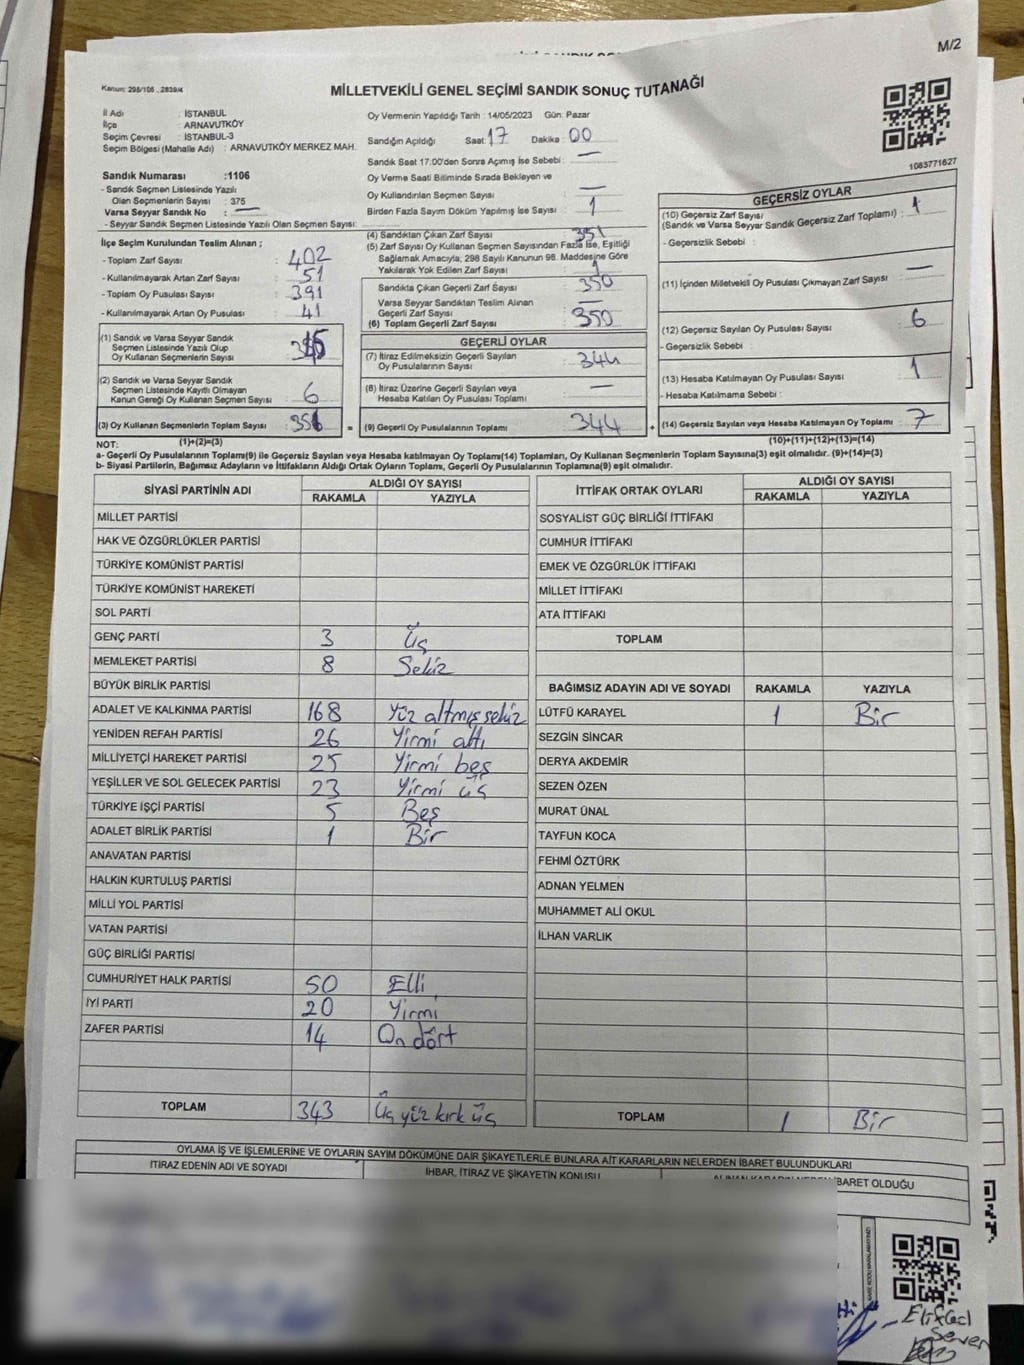 M/2
Kanun: 298/105 , 2839/4
MİLLETVEKİLİ GENEL SEÇİMİ SANDIK SONUÇ TUTANAĞI
1083771627
İl Adı : İSTANBUL
İlçe : ARNAVUTKÖY
Seçim Çevresi : İSTANBUL-3
Seçim Bölgesi (Mahalle Adı) : ARNAVUTKÖY MERKEZ MAH.
Sandık Numarası :1106
- Sandık Seçmen Listesinde Yazılı
Olan Seçmenlerin Sayısı : 375
Varsa Seyyar Sandık No : —
- Seyyar Sandık Seçmen Listesinde Yazılı Olan Seçmen Sayısı:
İlçe Seçim Kurulundan Teslim Alınan ;
- Toplam Zarf Sayısı : 402
- Kullanılmayarak Artan Zarf Sayısı : 51
- Toplam Oy Pusulası Sayısı : 391
- Kullanılmayarak Artan Oy Pusulası : 41
(1) Sandık ve Varsa Seyyar Sandık
Seçmen Listesinde Yazılı Olup
Oy Kullanan Seçmenlerin Sayısı :
(2) Sandık ve Varsa Seyyar Sandık
Seçmen Listesinde Kayıtlı Olmayan
Kanun Gereği Oy Kullanan Seçmen Sayısı : 6
(3) Oy Kullanan Seçmenlerin Toplam Sayısı : 351 =
(1)+(2)=(3)
Oy Vermenin Yapıldığı Tarih : 14/05/2023 Gün: Pazar
Sandığın Açıldığı Saat : 17 Dakika : 00
Sandık Saat 17:00'den Sonra Açmış İse Sebebi : —
Oy Verme Saati Bitiminde Sırada Bekleyen ve
Oy Kullandırılan Seçmen Sayısı : —
Birden Fazla Sayım Döküm Yapılmış İse Sayısı : 1
(4) Sandıktan Çıkan Zarf Sayısı : 351
(5) Zarf Sayısı Oy Kullanan Seçmen Sayısından Fazla İse, Eşitliği
Sağlamak Amacıyla; 298 Sayılı Kanunun 98. Maddesine Göre
Yakılarak Yok Edilen Zarf Sayısı : 1
Sandıkta Çıkan Geçerli Zarf Sayısı : 350
Varsa Seyyar Sandıktan Teslim Alınan
Geçerli Zarf Sayısı : —
(6) Toplam Geçerli Zarf Sayısı : 350
GEÇERLİ OYLAR
(7) İtiraz Edilmeksizin Geçerli Sayılan
Oy Pusulalarının Sayısı : 344
(8) İtiraz Üzerine Geçerli Sayılan veya
Hesaba Katılan Oy Pusulası Toplamı : —
(9) Geçerli Oy Pusulalarının Toplamı : 344 +
GEÇERSİZ OYLAR
(10) Geçersiz Zarf Sayısı : 1
(Sandık ve Varsa Seyyar Sandık Geçersiz Zarf Toplamı)
- Geçersizlik Sebebi :
(11) İçinden Milletvekili Oy Pusulası Çıkmayan Zarf Sayısı : —
(12) Geçersiz Sayılan Oy Pusulası Sayısı : 6
- Geçersizlik Sebebi :
(13) Hesaba Katılmayan Oy Pusulası Sayısı : 1
- Hesaba Katılmama Sebebi :
(14) Geçersiz Sayılan veya Hesaba Katılmayan Oy Pusulası Toplamı : 7
(10)+(11)+(12)+(13)=(14)
NOT:
a- Geçerli Oy Pusulalarının Toplamı(9) ile Geçersiz Sayılan veya Hesaba katılmayan Oy Pusulası Toplamı(14) Toplamları, Oy Kullanan Seçmenlerin Toplam Sayısına(3) eşit olmalıdır. (9)+(14)=(3)
b- Siyasi Partilerin, Bağımsız Adayların ve İttifakların Aldığı Ortak Oyların Toplamı, Geçerli Oy Pusulalarının Toplamına(9) eşit olmalıdır.
SİYASİ PARTİNİN ADI ALDIĞI OY SAYISI
RAKAMLA YAZIYLA
MİLLET PARTİSİ
HAK VE ÖZGÜRLÜKLER PARTİSİ
TÜRKİYE KOMÜNİST PARTİSİ
TÜRKİYE KOMÜNİST HAREKETİ
SOL PARTİ
GENÇ PARTİ 3 Üç
MEMLEKET PARTİSİ 8 Sekiz
BÜYÜK BİRLİK PARTİSİ
ADALET VE KALKINMA PARTİSİ 168 Yüz altmış sekiz
YENİDEN REFAH PARTİSİ 26 Yirmi altı
MİLLİYETÇİ HAREKET PARTİSİ 25 Yirmi beş
YEŞİLLER VE SOL GELECEK PARTİSİ 23 Yirmi üç
TÜRKİYE İŞÇİ PARTİSİ 5 Beş
ADALET BİRLİK PARTİSİ 1 Bir
ANAVATAN PARTİSİ
HALKIN KURTULUŞ PARTİSİ
MİLLİ YOL PARTİSİ
VATAN PARTİSİ
GÜÇ BİRLİĞİ PARTİSİ
CUMHURİYET HALK PARTİSİ 50 Elli
İYİ PARTİ 20 Yirmi
ZAFER PARTİSİ 14 On dört
TOPLAM 343 Üç yüz kırk üç
İTTİFAK ORTAK OYLARI ALDIĞI OY SAYISI
RAKAMLA YAZIYLA
SOSYALİST GÜÇ BİRLİĞİ İTTİFAKI
CUMHUR İTTİFAKI
EMEK VE ÖZGÜRLÜK İTTİFAKI
MİLLET İTTİFAKI
ATA İTTİFAKI
TOPLAM
BAĞIMSIZ ADAYIN ADI VE SOYADI RAKAMLA YAZIYLA
LÜTFÜ KARAYEL 1 Bir
SEZGİN SİNCAR
DERYA AKDEMİR
SEZEN ÖZEN
MURAT ÜNAL
TAYFUN KOCA
FEHMİ ÖZTÜRK
ADNAN YELMEN
MUHAMMET ALİ OKUL
İLHAN VARLIK
TOPLAM 1 Bir
OYLAMA İŞ VE İŞLEMLERİNE VE OYLARIN SAYIM DÖKÜMÜNE DAİR ŞİKAYETLERLE BUNLARA AİT KARARLARIN NELERDEN İBARET BULUNDUKLARI
İTİRAZ EDENİN ADI VE SOYADI İHBAR, İTİRAZ VE ŞİKAYETİN KONUSU İBARET OLDUĞU